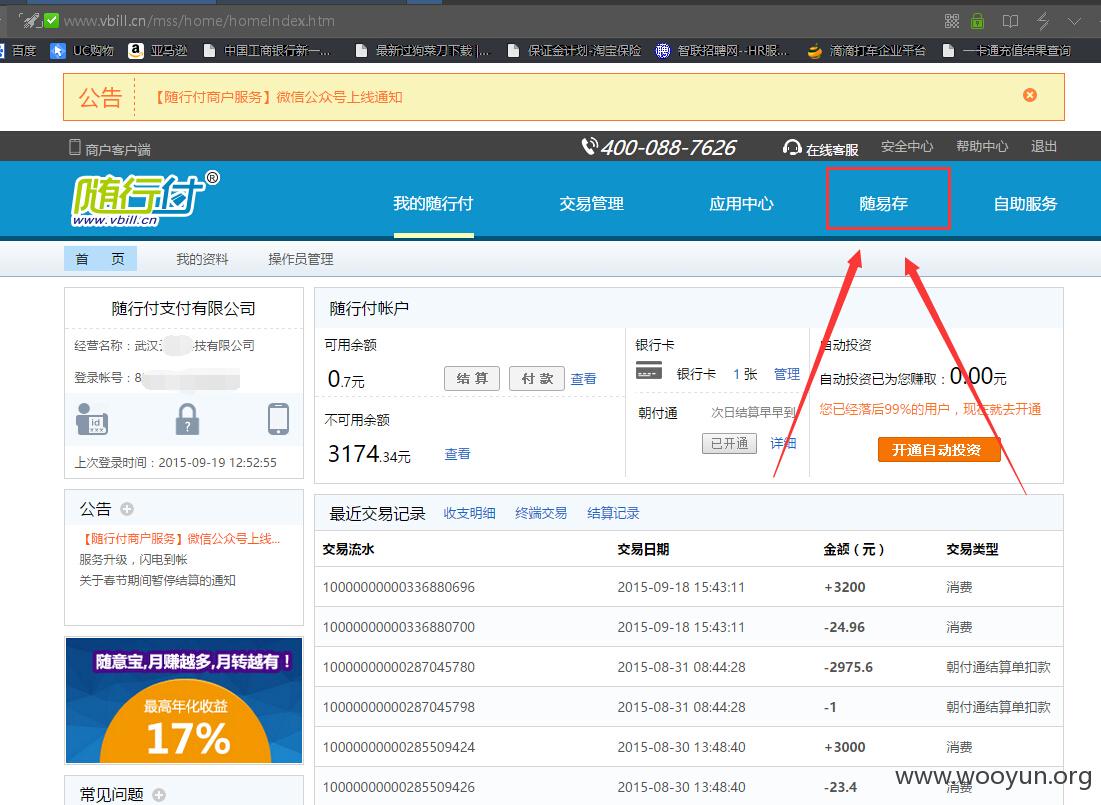 www.vbill.cn/mss/home/homeIndex.htm
百度 UC购物 亚马逊 中国工商银行新一... 最新过狗菜刀下载 |... 保证金计划-淘宝保险 智联招聘网--HR服... 滴滴打车企业平台 一卡通充值结果查询
公告 【随行付商户服务】微信公众号上线通知
商户客户端 400-088-7626 在线客服 安全中心 帮助中心 退出
随行付®
www.vbill.cn
我的随行付 交易管理 应用中心 随易存 自助服务
首 页 我的资料 操作员管理
随行付支付有限公司
经营名称：武汉 技有限公司
登录帐号：8
id
上次登录时间：2015-09-19 12:52:55
随行付帐户
可用余额
0.7元 结 算 付 款 查看
不可用余额
3174.34元 查看
银行卡
银行卡 1 张 管理
朝付通 次日结算早早到
已开通 详细
自动投资
自动投资已为您赚取：0.00元
您已经落后99%的用户，现在就去开通
开通自动投资
公告
【随行付商户服务】微信公众号上线...
服务升级，闪电到帐
关于春节期间暂停结算的通知
随意宝,月赚越多,月转越有！
最高年化收益
17%
常见问题
最近交易记录 收支明细 终端交易 结算记录
交易流水 交易日期 金额（元） 交易类型
10000000000336880696 2015-09-18 15:43:11 +3200 消费
10000000000336880700 2015-09-18 15:43:11 -24.96 消费
10000000000287045780 2015-08-31 08:44:28 -2975.6 朝付通结算单扣款
10000000000287045798 2015-08-31 08:44:28 -1 朝付通结算单扣款
10000000000285509424 2015-08-30 13:48:40 +3000 消费
10000000000285509426 2015-08-30 13:48:40 -23.4 消费
www.wooyun.org